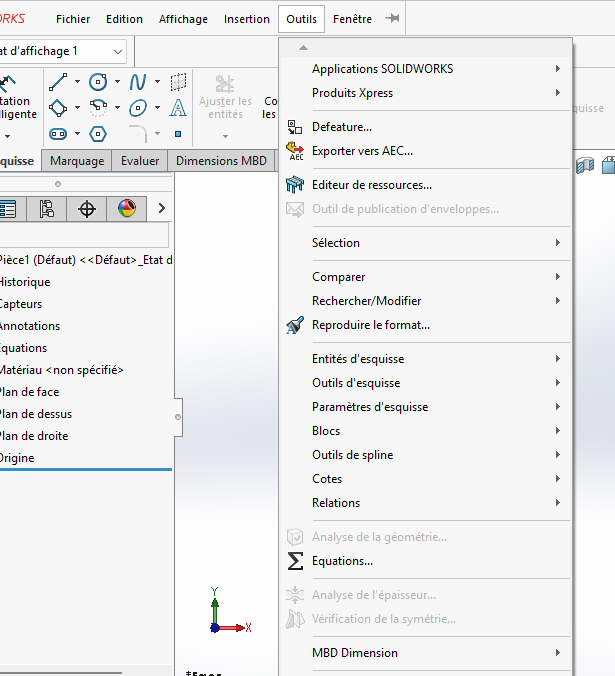 ORKS Fichier Edition Affichage Insertion Outils Fenêtre
at d'affichage 1
tation
lligente
Ajuster les
entités
Co
les
quisse
quisse Marquage Evaluer Dimensions MBD
Pièce1 (Défaut) <<Défaut>_Etat d
Historique
Capteurs
Annotations
Equations
Matériau <non spécifié>
Plan de face
Plan de dessus
Plan de droite
Origine
Applications SOLIDWORKS
Produits Xpress
Defeature...
AEC Exporter vers AEC...
Editeur de ressources...
Outil de publication d'enveloppes...
Sélection
Comparer
Rechercher/Modifier
Reproduire le format...
Entités d'esquisse
Outils d'esquisse
Paramètres d'esquisse
Blocs
Outils de spline
Cotes
Relations
Analyse de la géométrie...
Equations...
Analyse de l'épaisseur...
Vérification de la symétrie...
MBD Dimension
Y
X